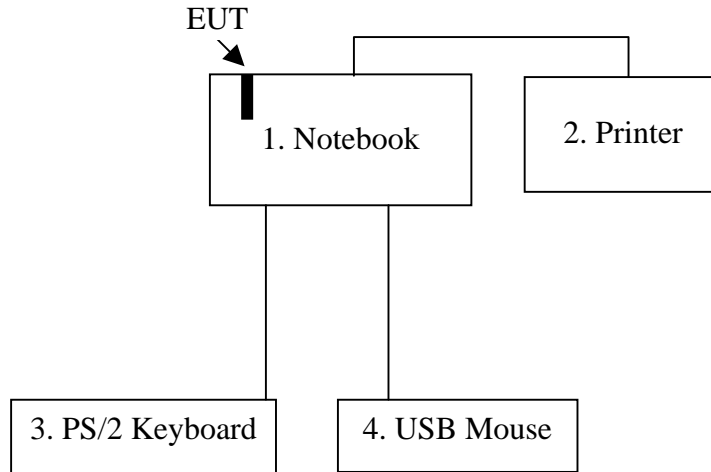 EUT
1. Notebook
2. Printer
3. PS/2 Keyboard
4. USB Mouse